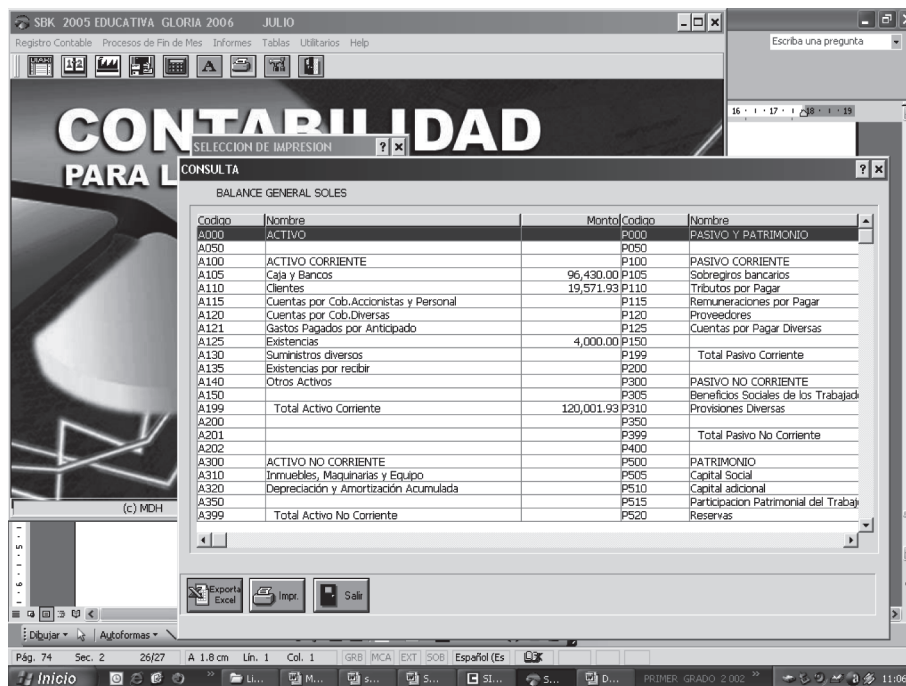 SBK 2005 EDUCATIVA GLORIA 2006 JULIO
Registro Contable Procesos de Fin de Mes Informes Tablas Utilitarios Help
Escriba una pregunta
16 17 18 19
CONTABILIDAD
PARA L
SELECCION DE IMPRESION
CONSULTA
BALANCE GENERAL SOLES
Codigo Nombre Monto Codigo Nombre
A000 ACTIVO P000 PASIVO Y PATRIMONIO
A050 P050
A100 ACTIVO CORRIENTE P100 PASIVO CORRIENTE
A105 Caja y Bancos 96,430.00 P105 Sobregiros bancarios
A110 Clientes 19,571.93 P110 Tributos por Pagar
A115 Cuentas por Cob.Accionistas y Personal P115 Remuneraciones por Pagar
A120 Cuentas por Cob.Diversas P120 Proveedores
A121 Gastos Pagados por Anticipado P125 Cuentas por Pagar Diversas
A125 Existencias 4,000.00 P150
A130 Suministros diversos P199 Total Pasivo Corriente
A135 Existencias por recibir P200
A140 Otros Activos P300 PASIVO NO CORRIENTE
A150 P305 Beneficios Sociales de los Trabajad
A199 Total Activo Corriente 120,001.93 P310 Provisiones Diversas
A200 P350
A201 P399 Total Pasivo No Corriente
A202 P400
A300 ACTIVO NO CORRIENTE P500 PATRIMONIO
A310 Inmuebles, Maquinarias y Equipo P505 Capital Social
A320 Depreciación y Amortización Acumulada P510 Capital adicional
A350 P515 Participacion Patrimonial del Trabaj
A399 Total Activo No Corriente P520 Reservas
(c) MDH
Exporta Excel Impr. Salir
Dibujar Autoformas
Pág. 74 Sec. 2 26/27 A 1.8 cm Lín. 1 Col. 1 GRB MCA EXT SOB Español (Es
Inicio Li... M... s... S... SI... S... D... PRIMER GRADO 2 002 11:06